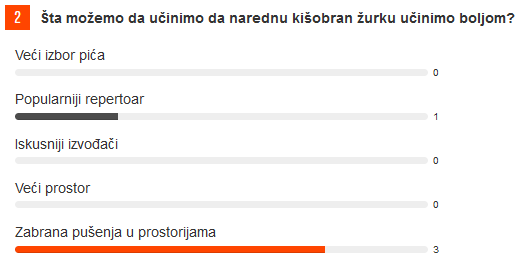 2 Šta možemo da učinimo da narednu kišobran žurku učinimo boljom?
Veći izbor pića
0
Popularniji repertoar
1
Iskusniji izvođači
0
Veći prostor
0
Zabrana pušenja u prostorijama
3